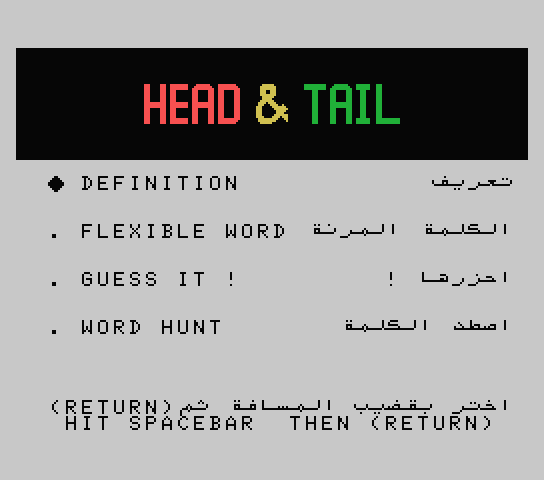 HEAD & TAIL
DEFINITION تعريف
. FLEXIBLE WORD الكلمة المرنة
. GUESS IT ! احزرها !
. WORD HUNT اصطد الكلمة
اختر بقضيب المسافة ثم (RETURN)
HIT SPACEBAR THEN (RETURN)